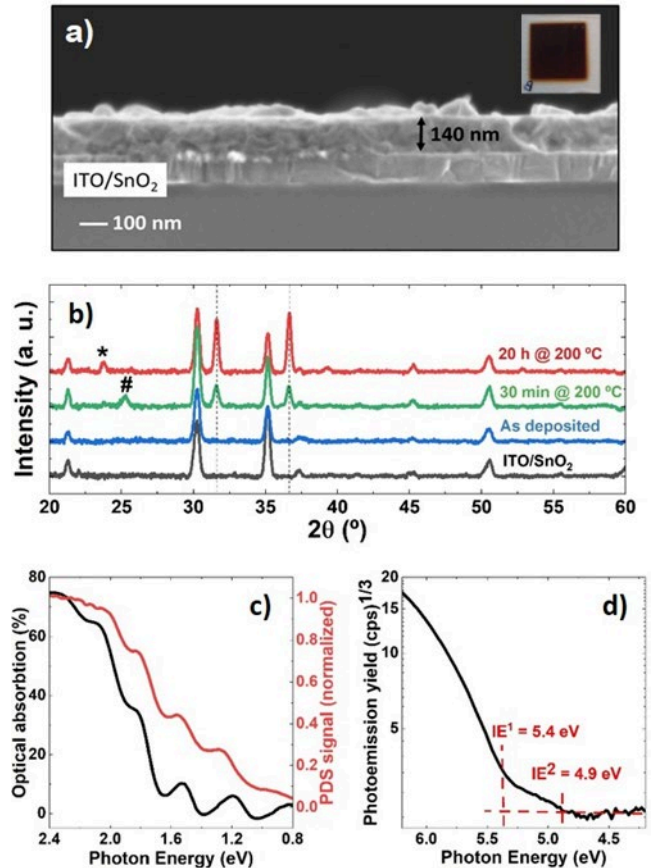 a)
140 nm
ITO/SnO₂
100 nm
b)
Intensity (a. u.)
*
#
20 h @ 200 ºC
30 min @ 200 ºC
As deposited
ITO/SnO₂
20 25 30 35 40 45 50 55 60
2θ (º)
c)
Optical absorbtion (%)
80
60
40
20
0
PDS signal (normalized)
1.0
0.8
0.6
0.4
0.2
0.0
2.4 2.0 1.6 1.2 0.8
Photon Energy (eV)
d)
Photoemission yield (cps)1/3
20
15
10
5
IE¹ = 5.4 eV
IE² = 4.9 eV
6.0 5.5 5.0 4.5
Photon Energy (eV)